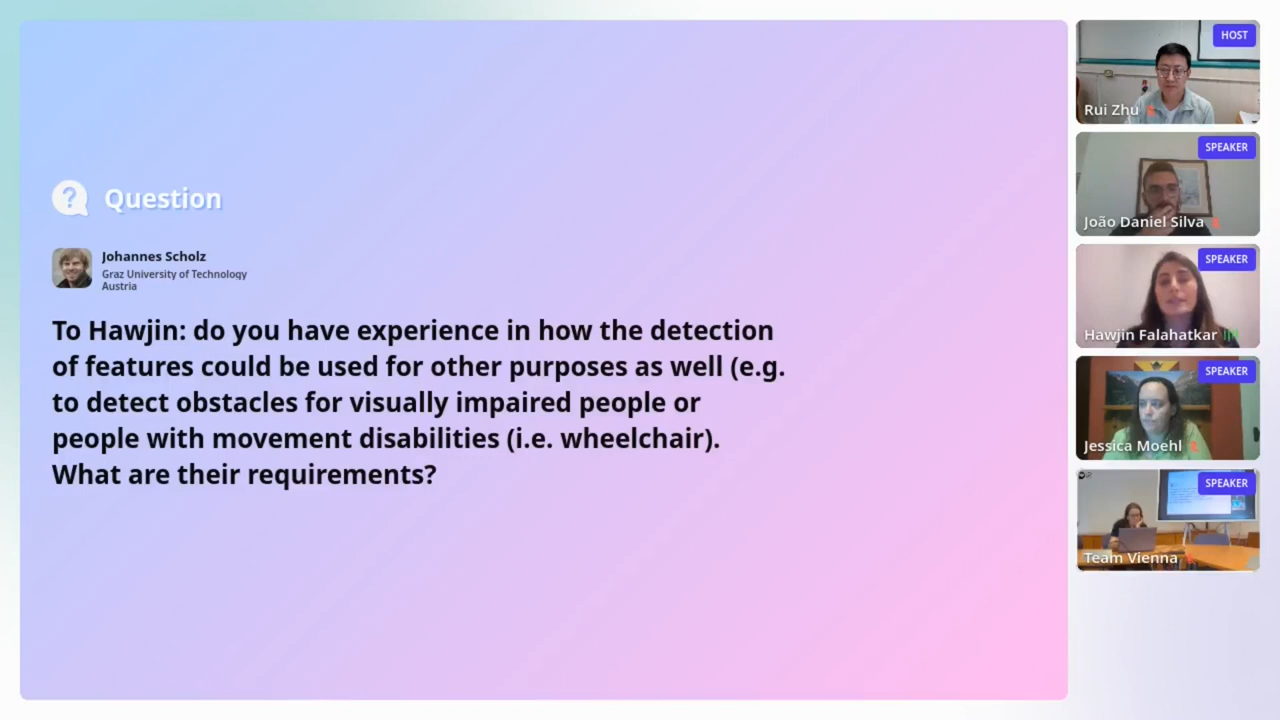 Question
Johannes Scholz
Graz University of Technology
Austria
To Hawjin: do you have experience in how the detection
of features could be used for other purposes as well (e.g.
to detect obstacles for visually impaired people or
people with movement disabilities (i.e. wheelchair).
What are their requirements?
HOST
Rui Zhu
SPEAKER
João Daniel Silva
SPEAKER
Hawjin Falahatkar
SPEAKER
Jessica Moehl
SPEAKER
Team Vienna